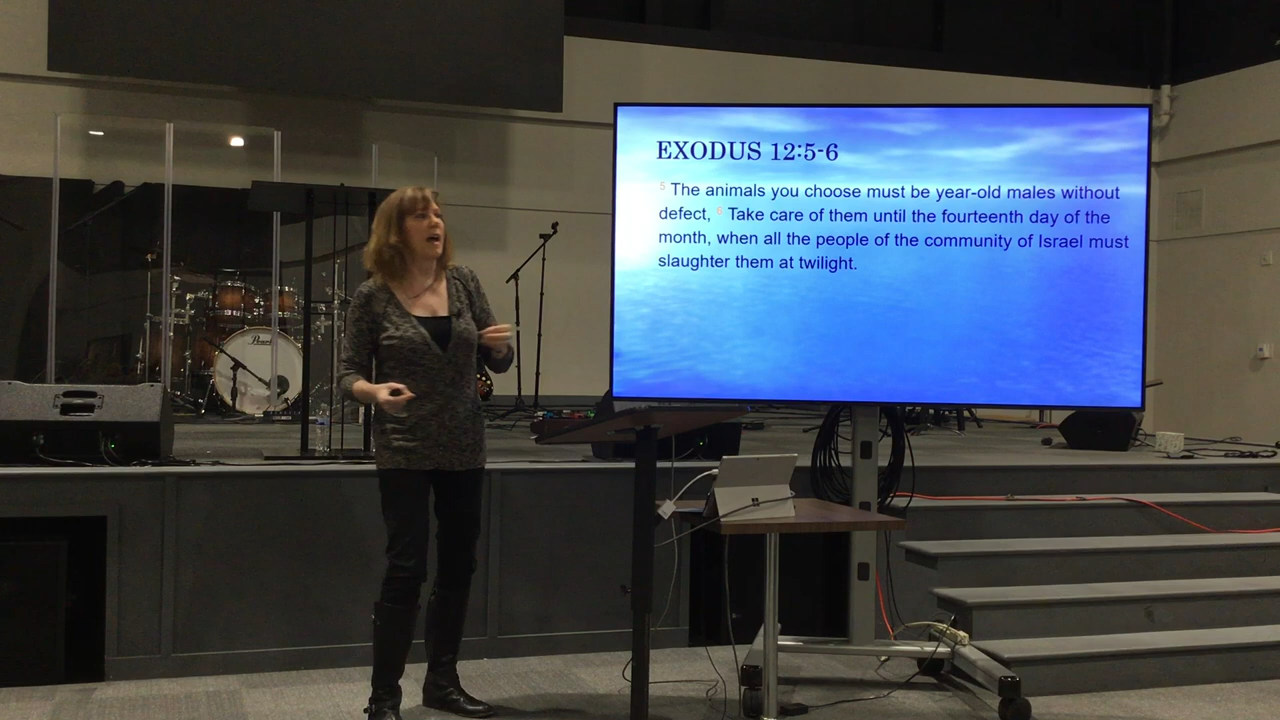 EXODUS 12:5-6
5 The animals you choose must be year-old males without
defect, 6 Take care of them until the fourteenth day of the
month, when all the people of the community of Israel must
slaughter them at twilight.
Pearl